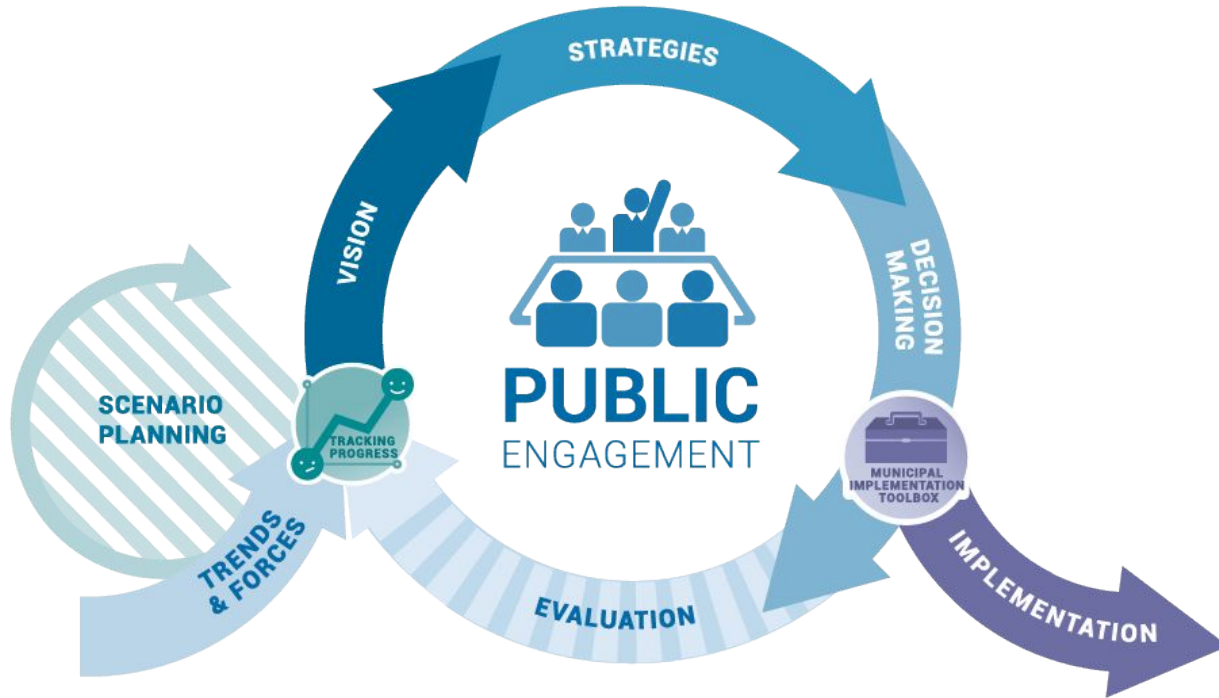 STRATEGIES
VISION
DECISION
MAKING
SCENARIO
PLANNING
TRACKING
PROGRESS
PUBLIC
ENGAGEMENT
MUNICIPAL
IMPLEMENTATION
TOOLBOX
TRENDS
& FORCES
EVALUATION
IMPLEMENTATION